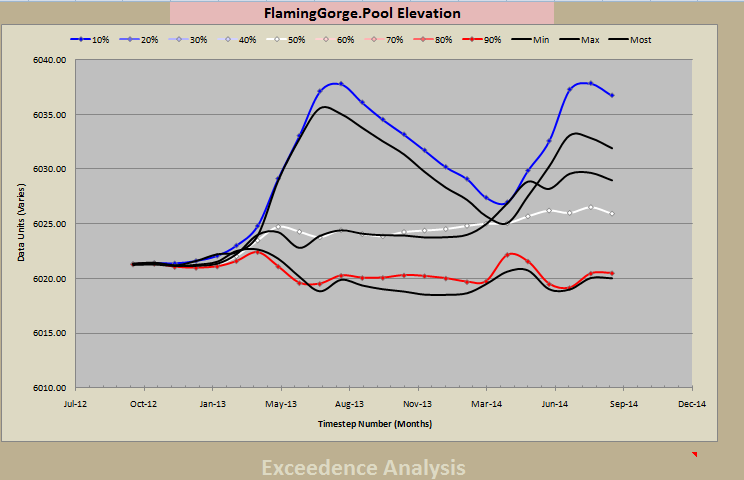 FlamingGorge.Pool Elevation
10% 20% 30% 40% 50% 60% 70% 80% 90% Min Max Most
6040.00
6035.00
6030.00
6025.00
6020.00
6015.00
6010.00
Data Units (Varies)
Jul-12 Oct-12 Jan-13 May-13 Aug-13 Nov-13 Mar-14 Jun-14 Sep-14 Dec-14
Timestep Number (Months)
Exceedence Analysis